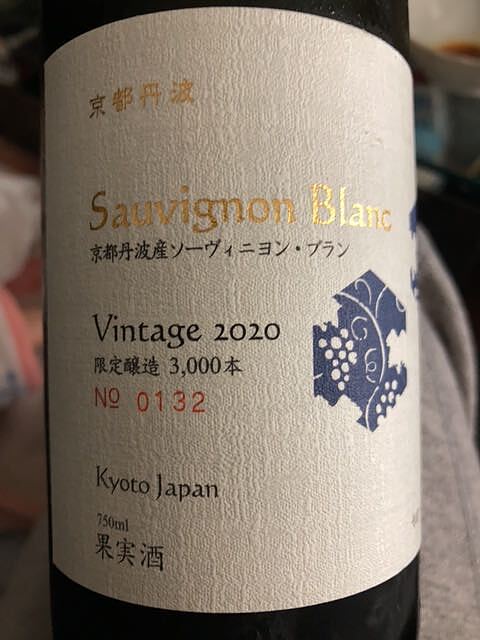 京都丹波
Sauvignon Blanc
京都丹波産ソーヴィニヨン・ブラン
Vintage 2020
限定醸造 3,000本
№ 0132
Kyoto Japan
750ml
果実酒